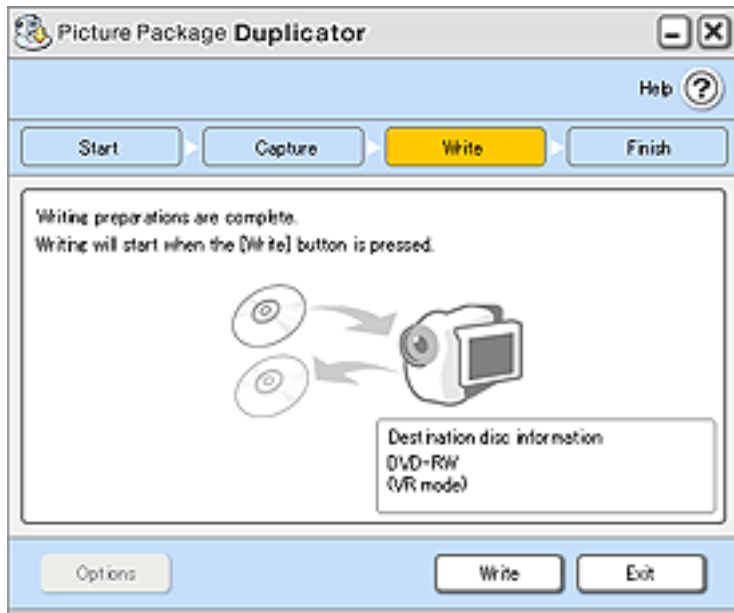 Picture Package Duplicator
Help ?
Start Capture Write Finish
Writing preparations are complete.
Writing will start when the [Write] button is pressed.
Destination disc information
DVD-RW
(VR mode)
Options Write Exit